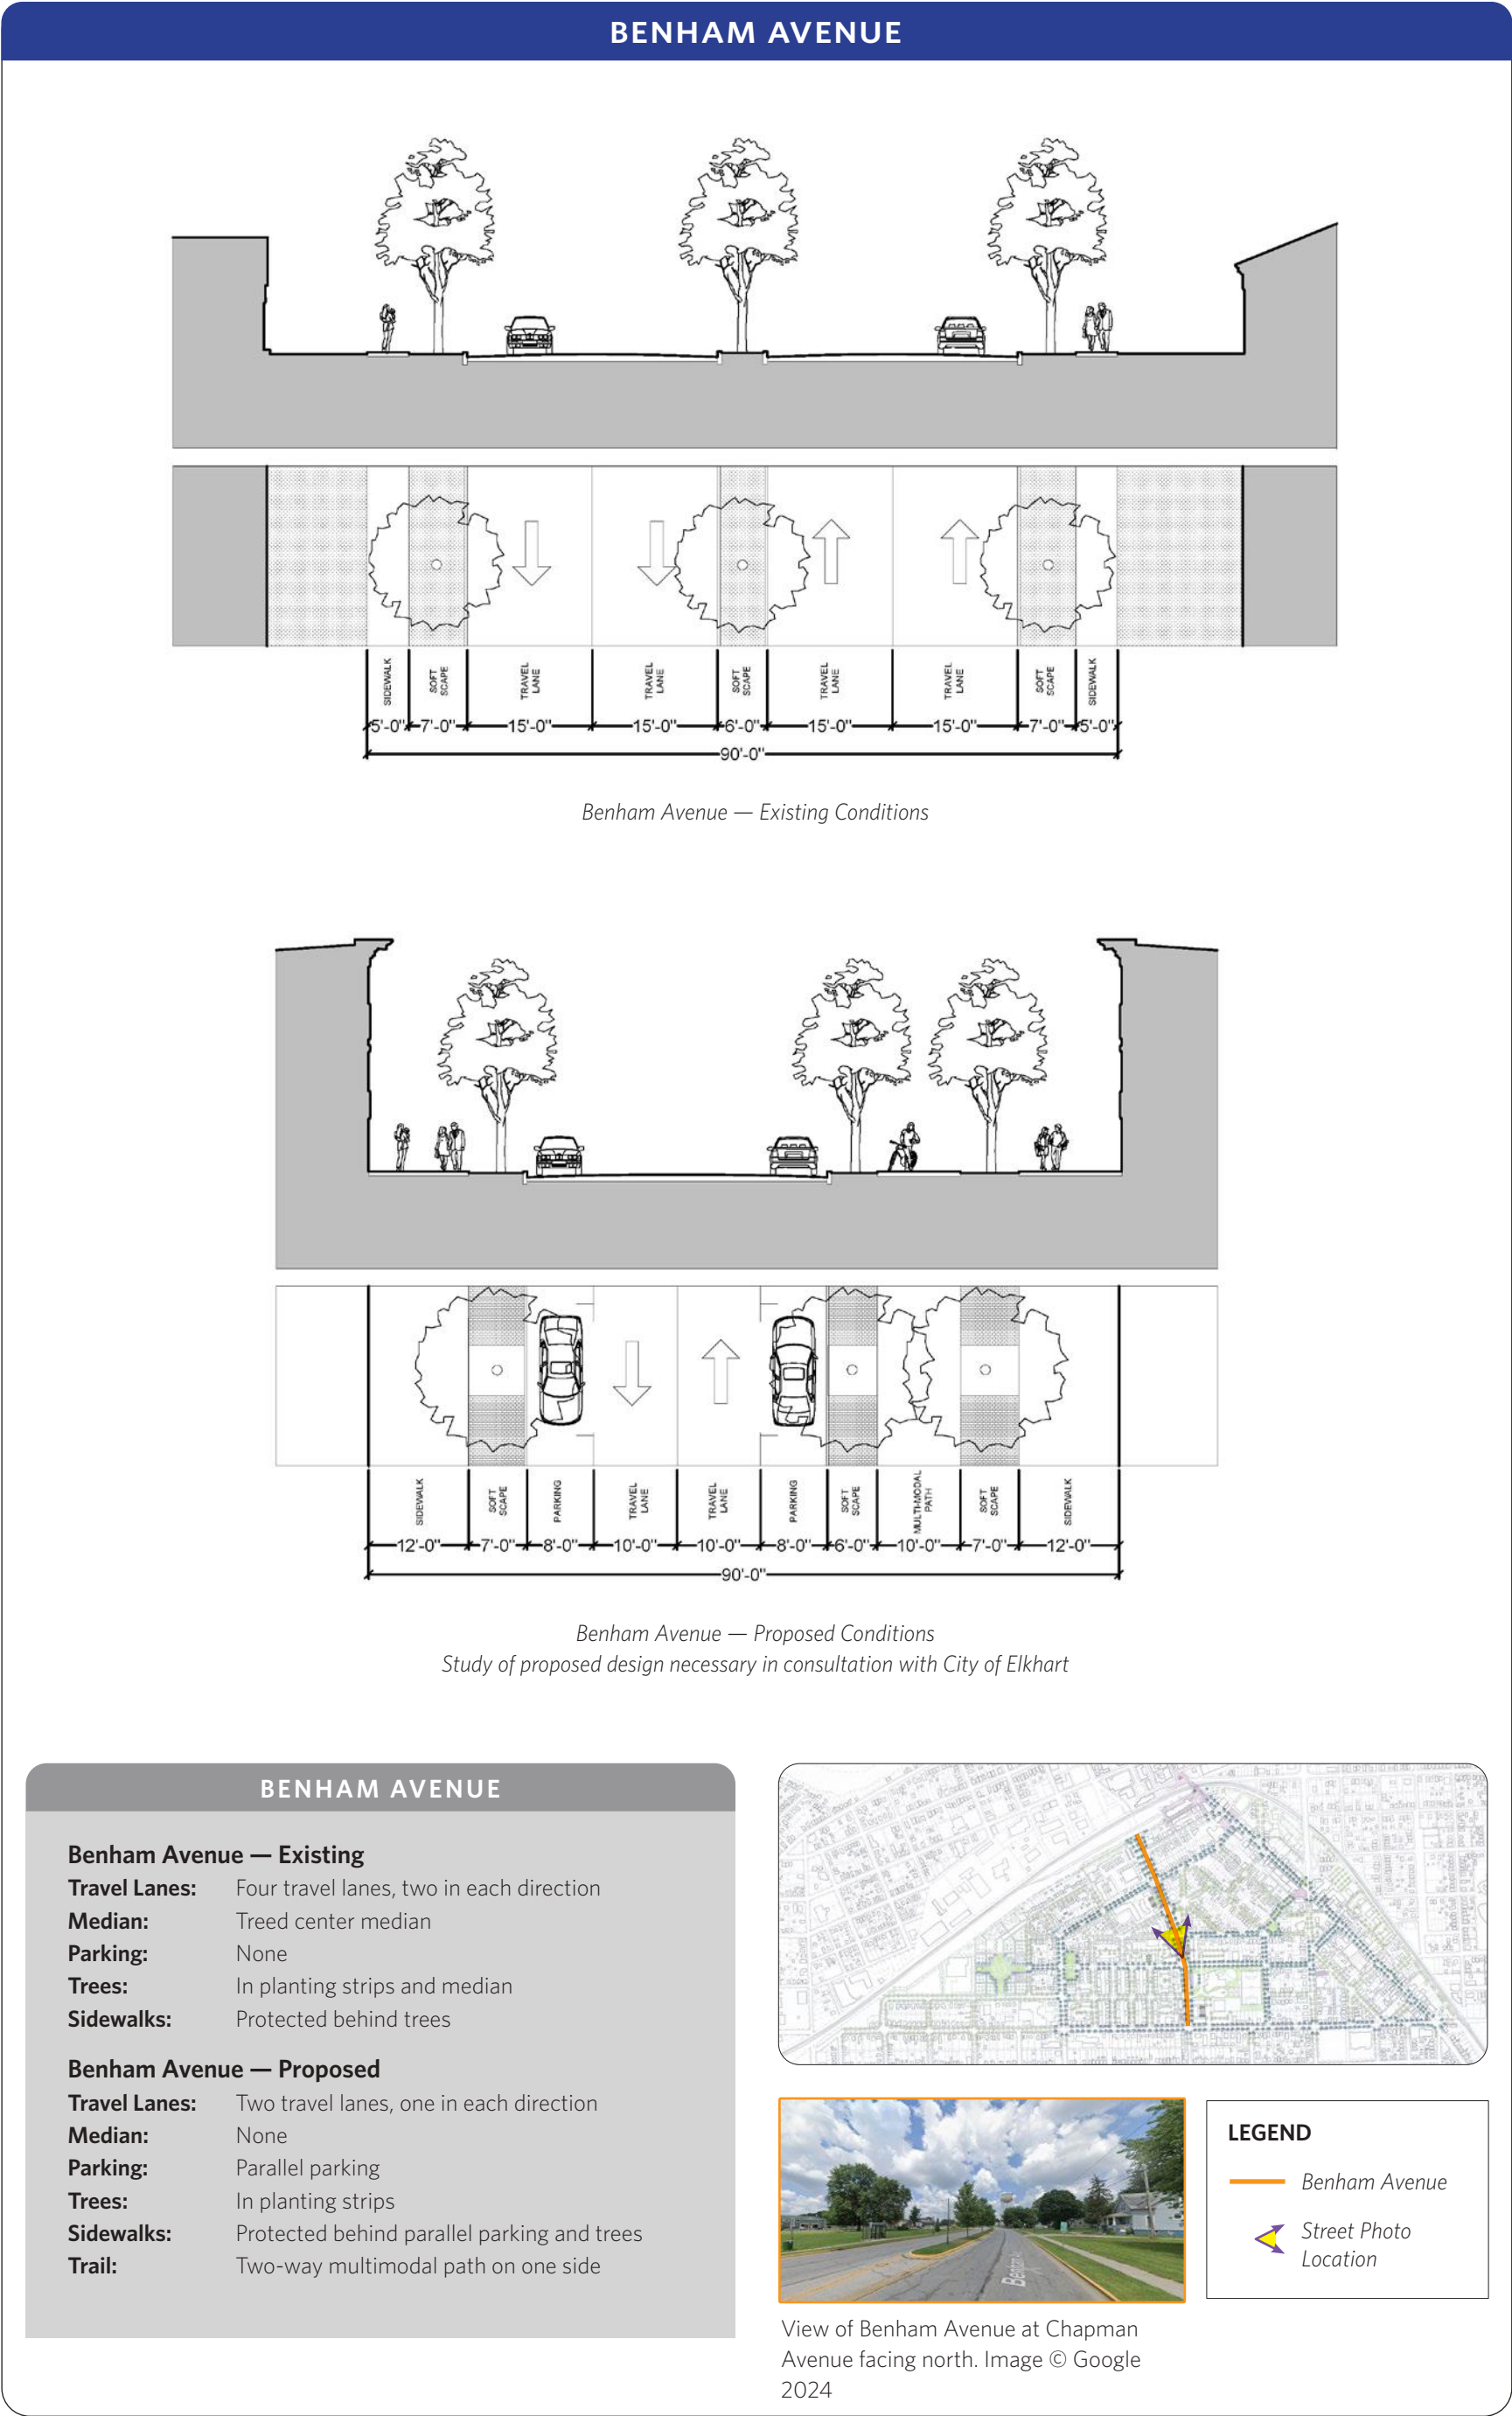 BENHAM AVENUE
SIDEWALK
SOFT
SCAPE
TRAVEL
LANE
TRAVEL
LANE
SOFT
SCAPE
TRAVEL
LANE
TRAVEL
LANE
SOFT
SCAPE
SIDEWALK
5'-0" 7'-0" 15'-0" 15'-0" 6'-0" 15'-0" 15'-0" 7'-0" 5'-0"
90'-0"
Benham Avenue — Existing Conditions
SIDEWALK
SOFT
SCAPE
PARKING
TRAVEL
LANE
TRAVEL
LANE
PARKING
SOFT
SCAPE
MULTI-MODAL
PATH
SOFT
SCAPE
SIDEWALK
12'-0" 7'-0" 8'-0" 10'-0" 10'-0" 8'-0" 6'-0" 10'-0" 7'-0" 12'-0"
90'-0"
Benham Avenue — Proposed Conditions
Study of proposed design necessary in consultation with City of Elkhart
BENHAM AVENUE
Benham Avenue — Existing
Travel Lanes: Four travel lanes, two in each direction
Median: Treed center median
Parking: None
Trees: In planting strips and median
Sidewalks: Protected behind trees
Benham Avenue — Proposed
Travel Lanes: Two travel lanes, one in each direction
Median: None
Parking: Parallel parking
Trees: In planting strips
Sidewalks: Protected behind parallel parking and trees
Trail: Two-way multimodal path on one side
LEGEND
Benham Avenue
Street Photo
Location
View of Benham Avenue at Chapman
Avenue facing north. Image © Google
2024